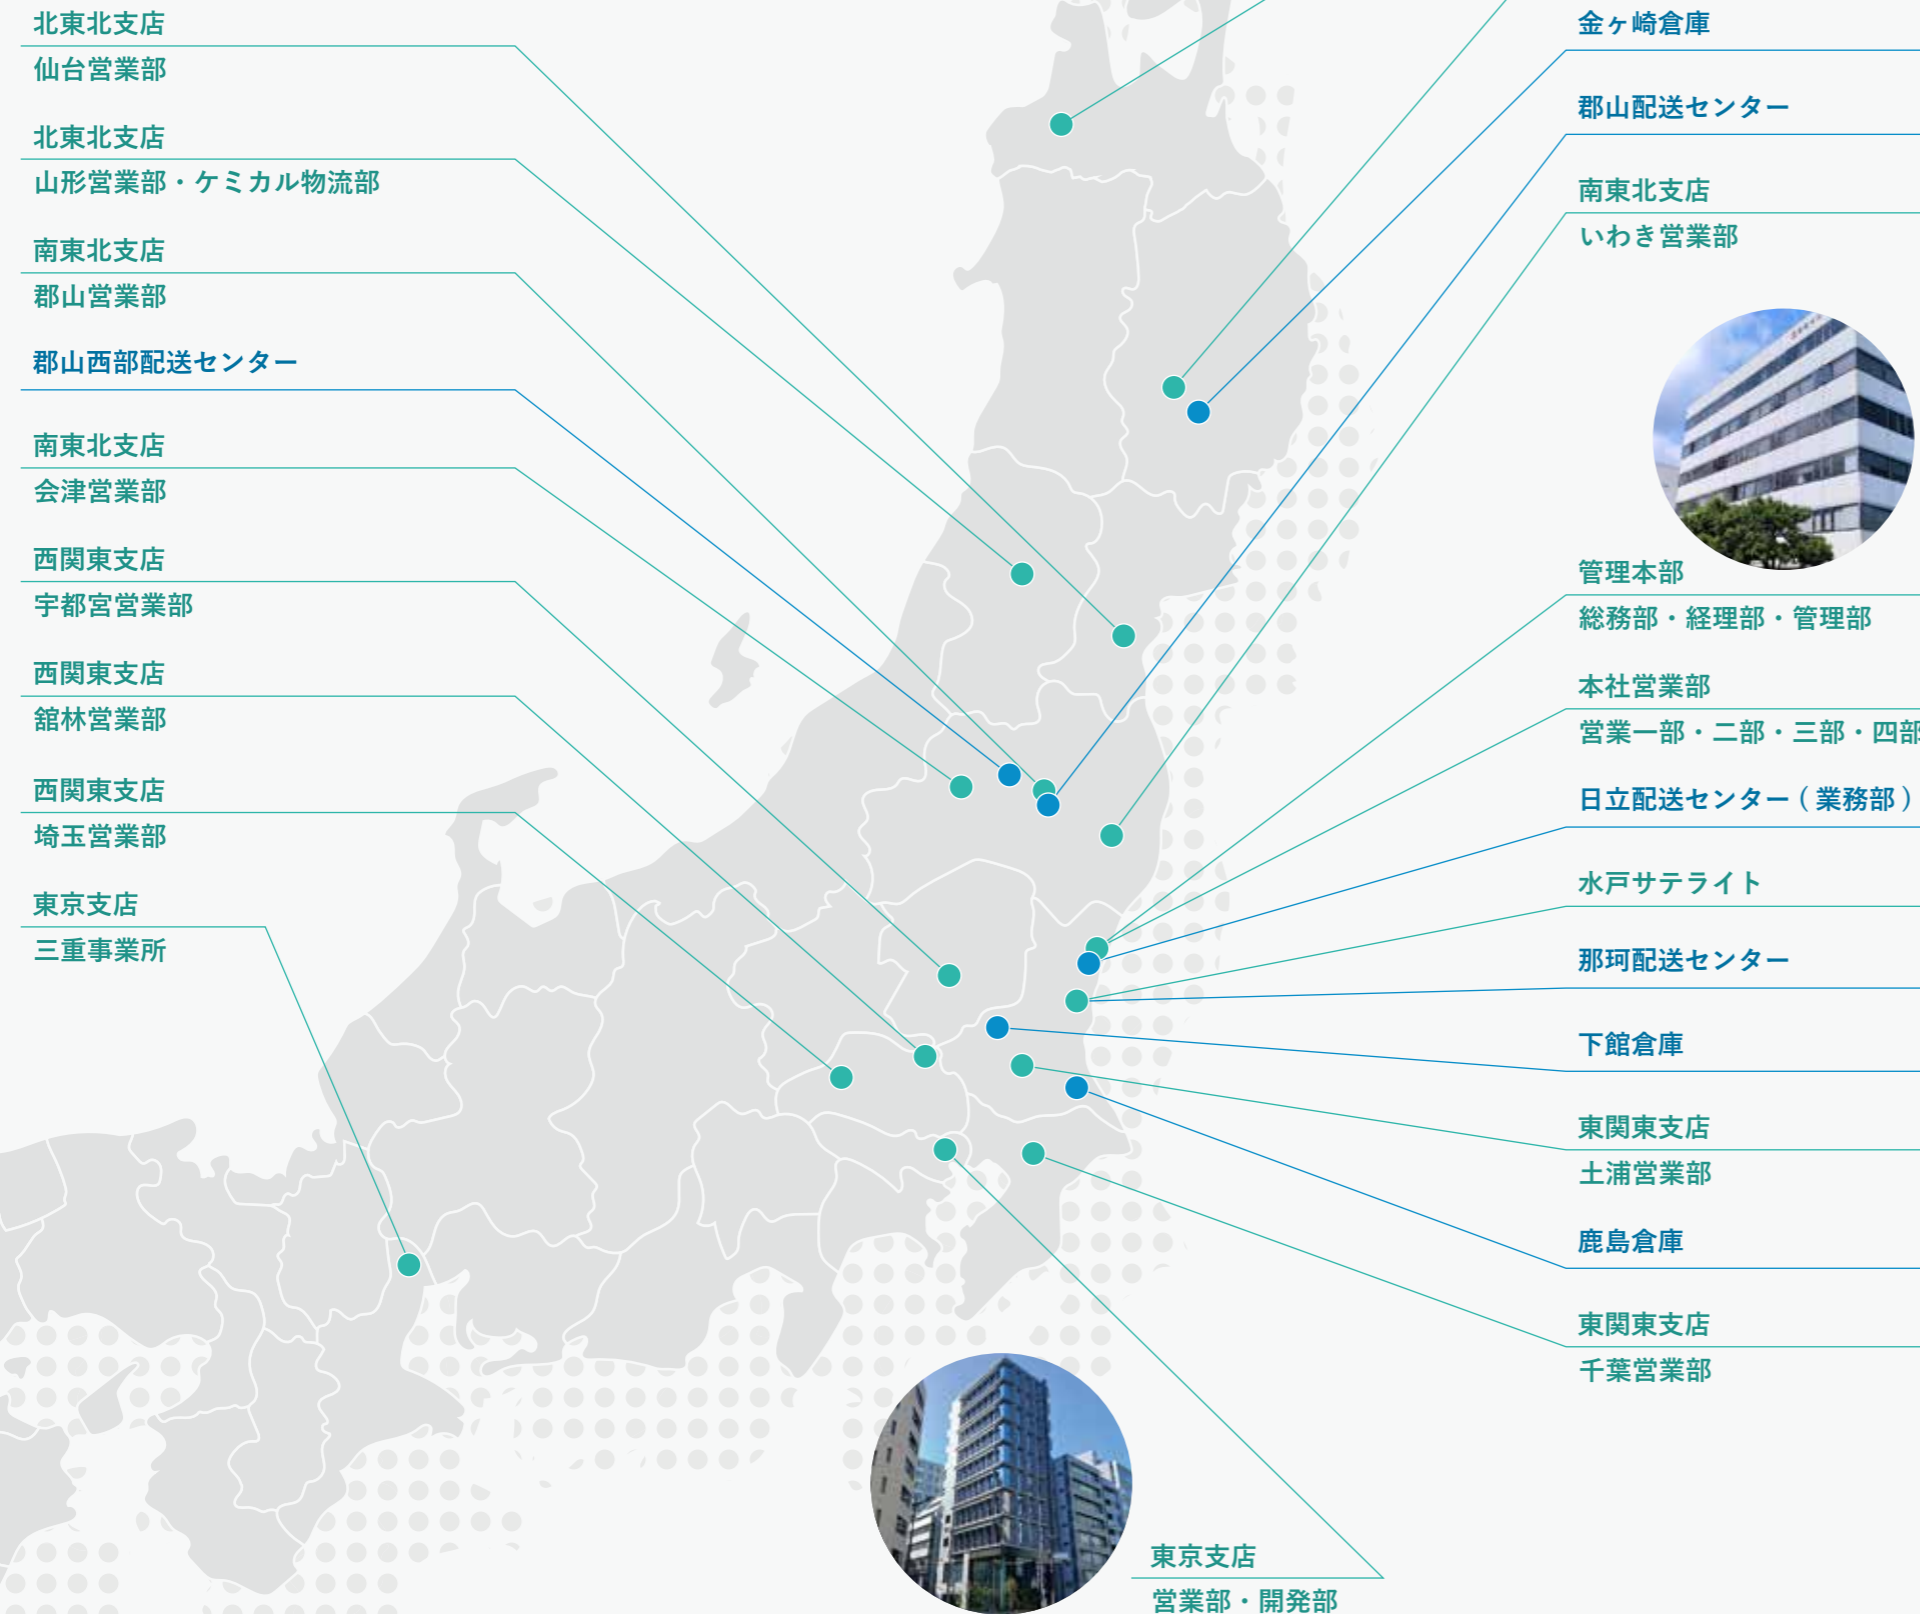 北東北支店
仙台営業部
北東北支店
山形営業部・ケミカル物流部
南東北支店
郡山営業部
郡山西部配送センター
南東北支店
会津営業部
西関東支店
宇都宮営業部
西関東支店
舘林営業部
西関東支店
埼玉営業部
東京支店
三重事業所
金ヶ崎倉庫
郡山配送センター
南東北支店
いわき営業部
管理本部
総務部・経理部・管理部
本社営業部
営業一部・二部・三部・四部
日立配送センター(業務部)
水戸サテライト
那珂配送センター
下館倉庫
東関東支店
土浦営業部
鹿島倉庫
東関東支店
千葉営業部
東京支店
営業部・開発部